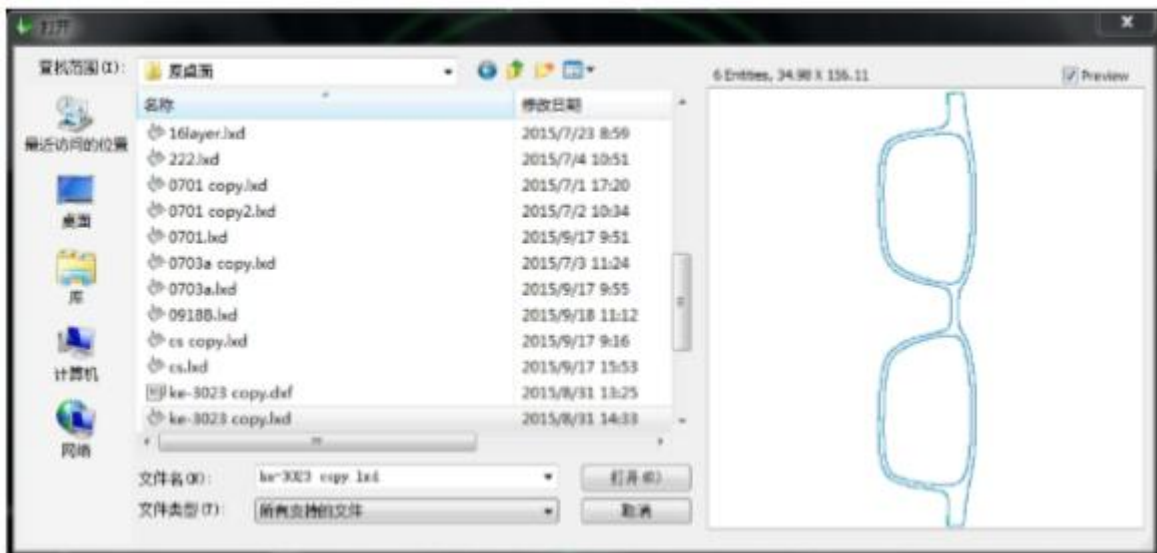 打开
查找范围(I):
原桌面
6 Entities, 34.98 X 156.11
Preview
名称
修改日期
最近访问的位置
桌面
库
计算机
网络
16layer.lxd 2015/7/23 8:59
222.lxd 2015/7/4 10:51
0701 copy.lxd 2015/7/1 17:20
0701 copy2.lxd 2015/7/2 10:34
0701.lxd 2015/9/17 9:51
0703a copy.lxd 2015/7/3 11:24
0703a.lxd 2015/9/17 9:55
0918B.lxd 2015/9/18 11:12
cs copy.lxd 2015/9/17 9:16
cs.lxd 2015/9/17 15:53
ke-3023 copy.dxf 2015/8/31 13:25
ke-3023 copy.lxd 2015/8/31 14:33
文件名(N):
ke-3023 copy lxd
打开(O)
文件类型(T):
所有支持的文件
取消